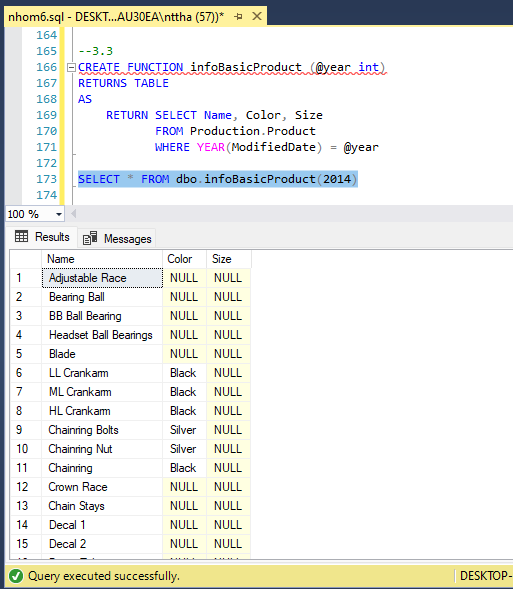 nhom6.sql - DESKT...AU30EA\nttha (57))*
164
165 --3.3
166 CREATE FUNCTION infoBasicProduct (@year int)
167 RETURNS TABLE
168 AS
169 RETURN SELECT Name, Color, Size
170 FROM Production.Product
171 WHERE YEAR(ModifiedDate) = @year
172
173 SELECT * FROM dbo.infoBasicProduct(2014)
174
100 %
Results Messages
Name Color Size
1 Adjustable Race NULL NULL
2 Bearing Ball NULL NULL
3 BB Ball Bearing NULL NULL
4 Headset Ball Bearings NULL NULL
5 Blade NULL NULL
6 LL Crankarm Black NULL
7 ML Crankarm Black NULL
8 HL Crankarm Black NULL
9 Chainring Bolts Silver NULL
10 Chainring Nut Silver NULL
11 Chainring Black NULL
12 Crown Race NULL NULL
13 Chain Stays NULL NULL
14 Decal 1 NULL NULL
15 Decal 2 NULL NULL
Query executed successfully. DESKTOP-